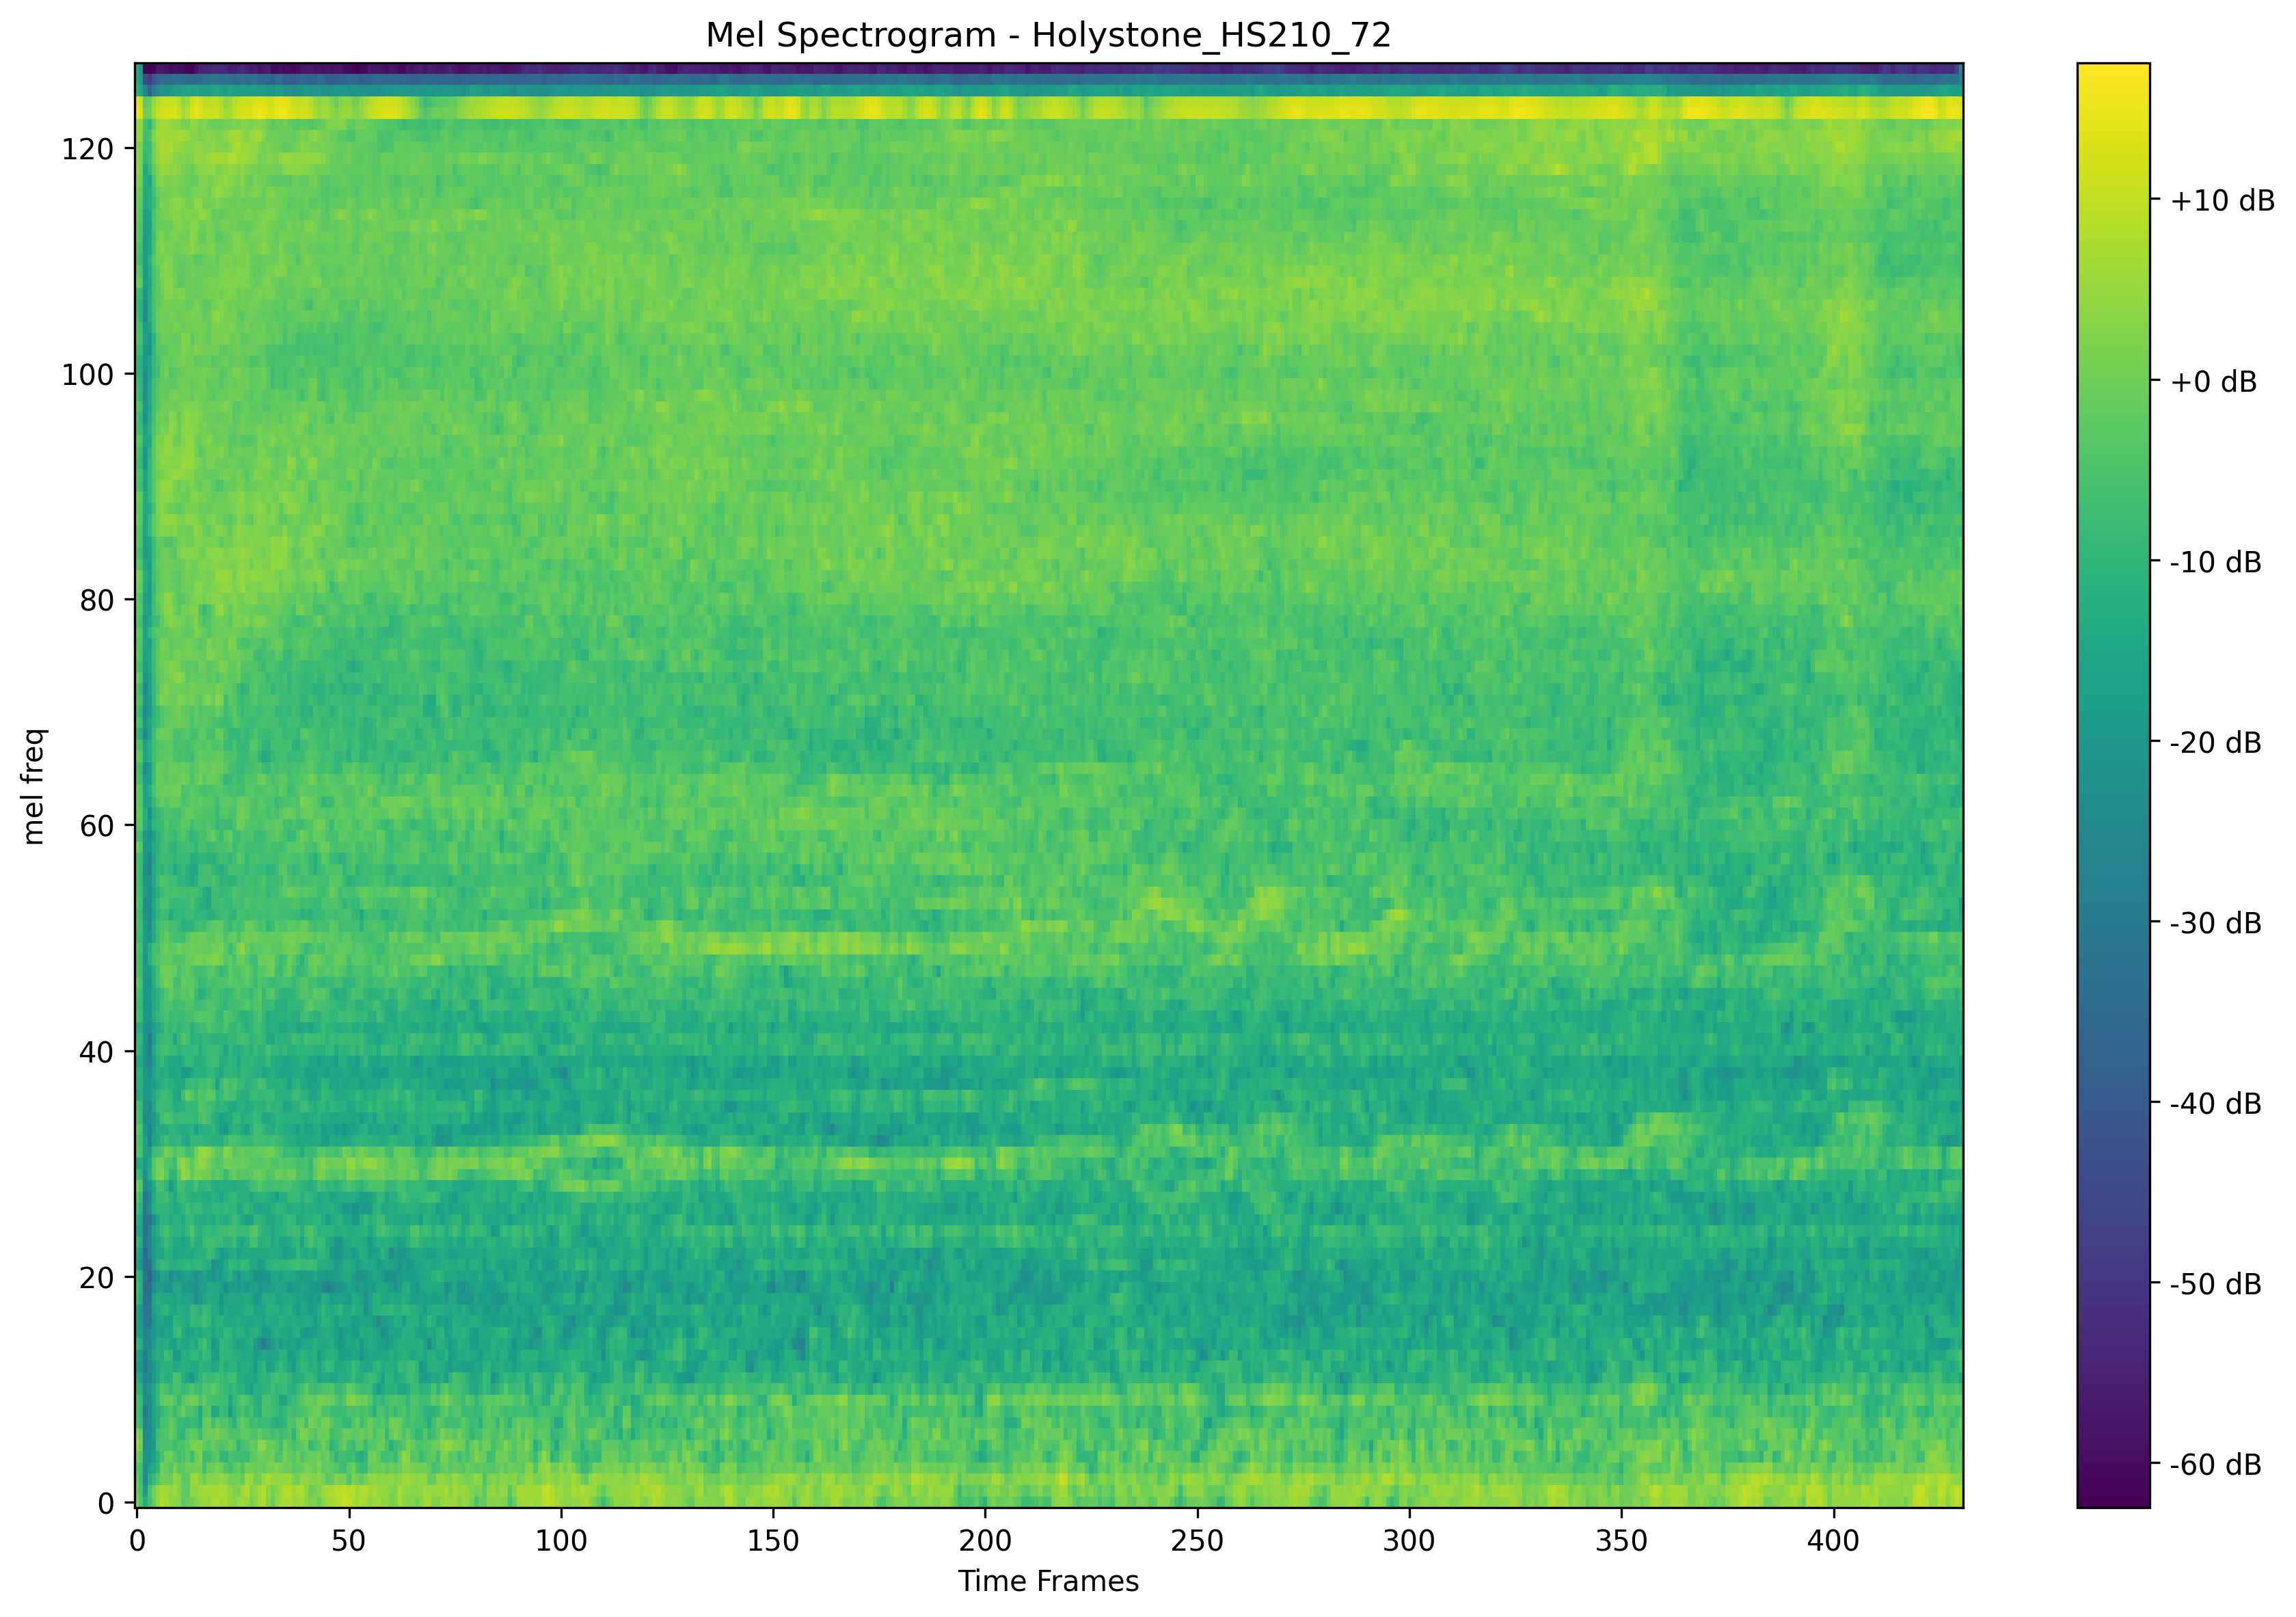 Mel Spectrogram - Holystone_HS210_72
mel freq
120
100
80
60
40
20
0
0 50 100 150 200 250 300 350 400
Time Frames
+10 dB
+0 dB
-10 dB
-20 dB
-30 dB
-40 dB
-50 dB
-60 dB